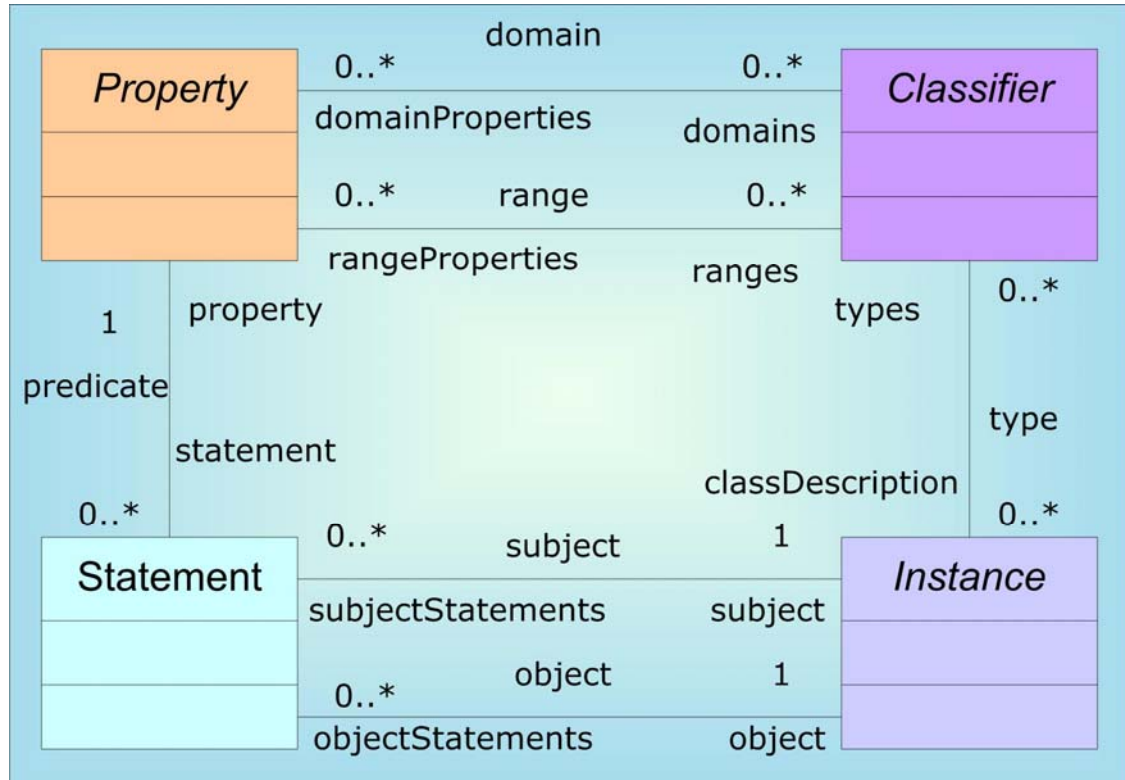 domain
0..* 0..*
Property Classifier
domainProperties domains
0..* range 0..*
rangeProperties ranges
0..*
property types
1
predicate
type
statement
classDescription
0..* 0..*
0..* subject 1
Statement Instance
subjectStatements subject
object 1
0..*
objectStatements object